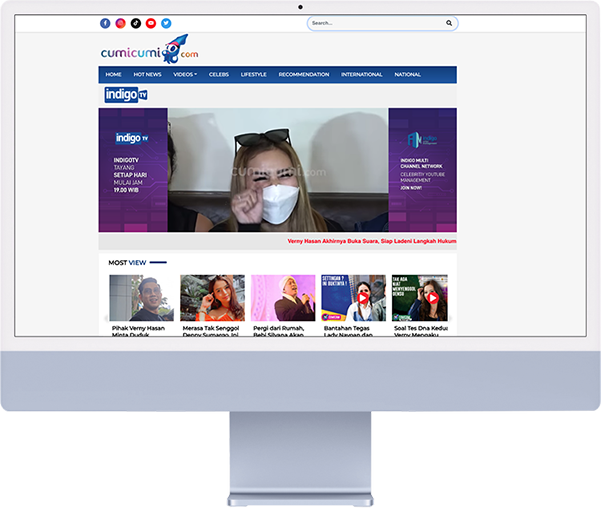 Search...
cumicumi.com
HOME HOT NEWS VIDEOS CELEBS LIFESTYLE RECOMMENDATION INTERNATIONAL NATIONAL
indigo TV
indigo TV
INDIGOTV
TAYANG
SETIAP HARI
MULAI JAM
19.00 WIB
cumicumi.com
INDIGO MULTI
CHANNEL NETWORK
CELEBRITIY YOUTUBE
MANAGEMENT
JOIN NOW!
Verny Hasan Akhirnya Buka Suara, Siap Ladeni Langkah Hukum
MOST VIEW
SETTINGAN ?
INI BUKTINYA !
TAK ADA
NIAT
MENYENGGOL
DENSU
Pihak Verny Hasan
Minta Duduk
Merasa Tak Senggol
Denny Sumargo, Ini
Pergi dari Rumah,
Bebi Silvana Akan
Bantahan Tegas
Lady Nayoan dan
Soal Tes Dna Kedua
Verny Mengaku